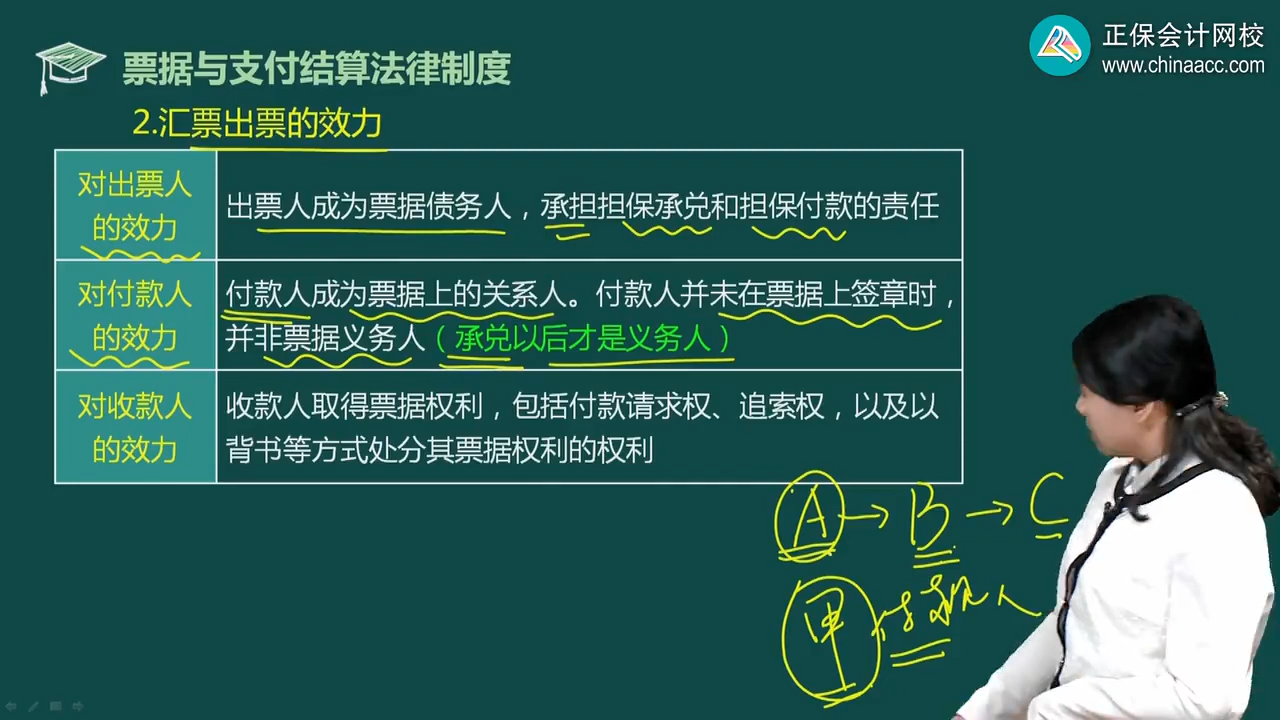 正保会计网校
www.chinaacc.com
票据与支付结算法律制度
2.汇票出票的效力
对出票人
的效力
出票人成为票据债务人，承担担保承兑和担保付款的责任
对付款人
的效力
付款人成为票据上的关系人。付款人并未在票据上签章时，
并非票据义务人（承兑以后才是义务人）
对收款人
的效力
收款人取得票据权利，包括付款请求权、追索权，以及以
背书等方式处分其票据权利的权利
A→B→C
甲 付款人